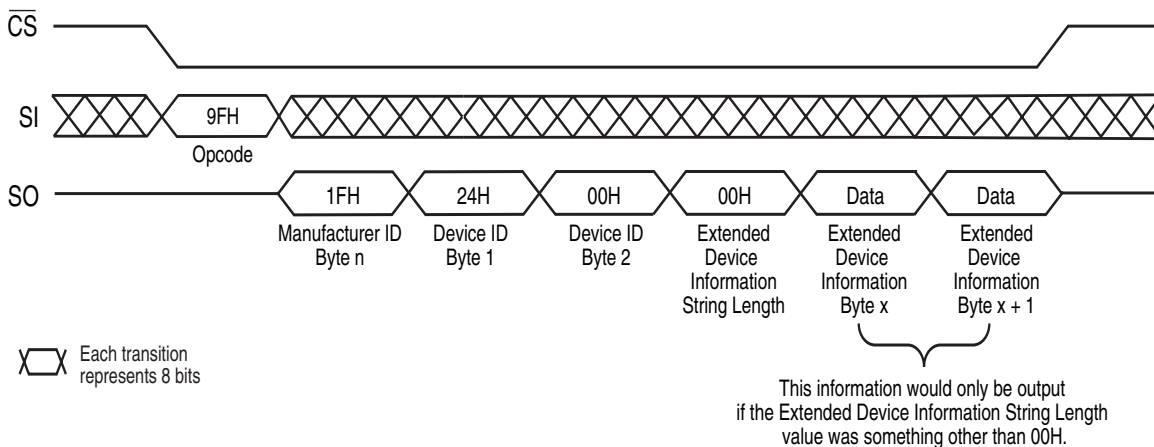 CS
SI
9FH
Opcode
SO
1FH
24H
00H
00H
Data
Data
Manufacturer ID
Byte n
Device ID
Byte 1
Device ID
Byte 2
Extended
Device
Information
String Length
Extended
Device
Information
Byte x
Extended
Device
Information
Byte x + 1
Each transition
represents 8 bits
This information would only be output
if the Extended Device Information String Length
value was something other than 00H.